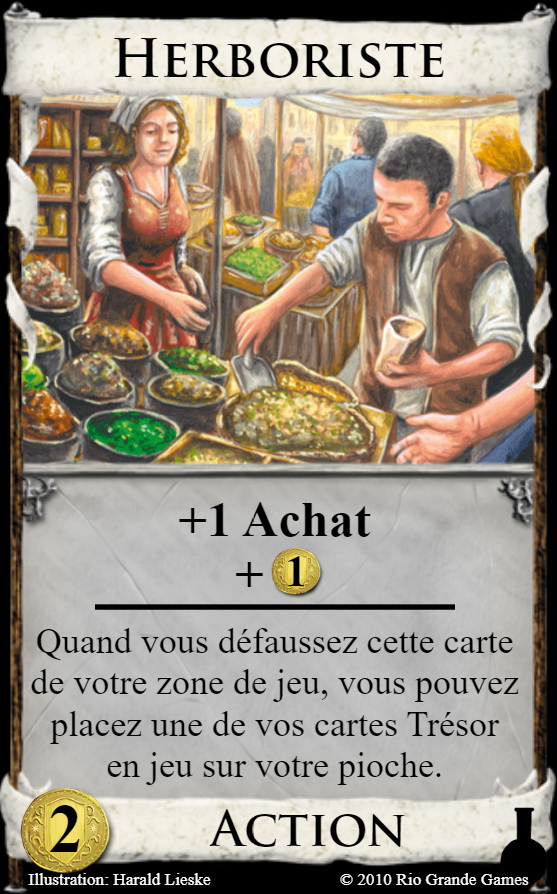 Herboriste
+1 Achat
+ 1
Quand vous défaussez cette carte
de votre zone de jeu, vous pouvez
placez une de vos cartes Trésor
en jeu sur votre pioche.
2
Action
Illustration: Harald Lieske © 2010 Rio Grande Games